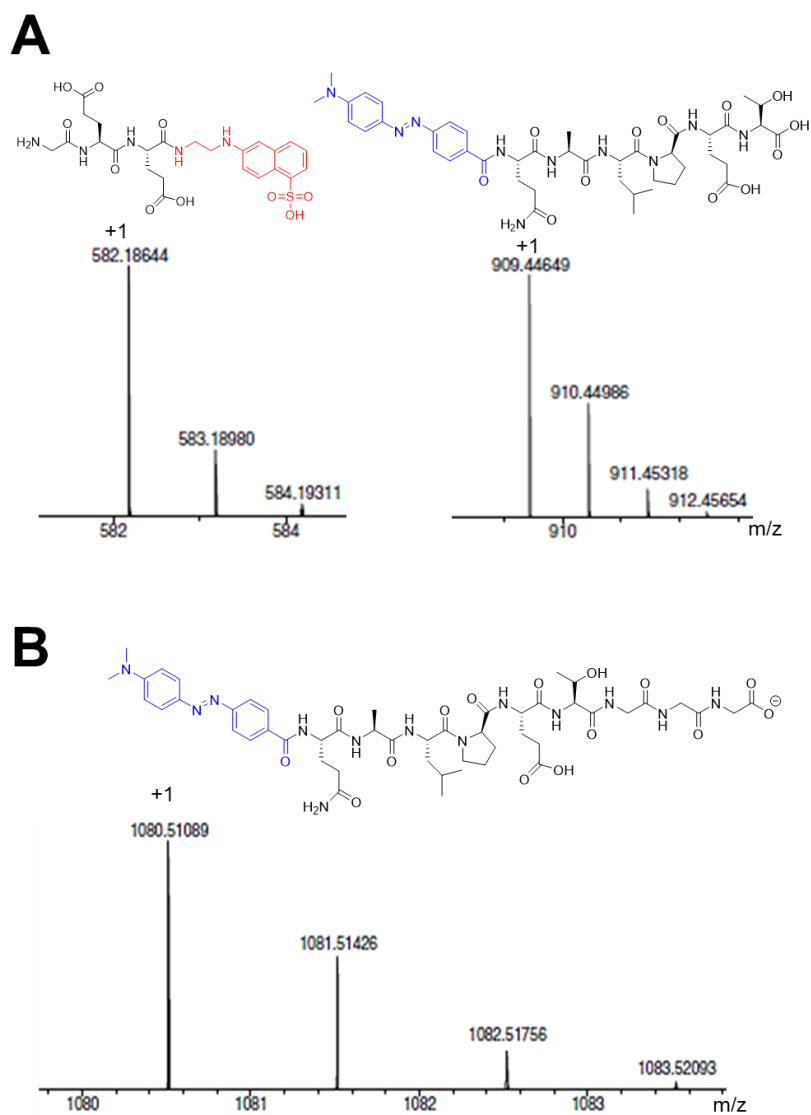 A
+1
582.18644
583.18980
584.19311
582
584
+1
909.44649
910.44986
911.45318
912.45654
910
m/z
HO
O
O
H
N
H₂N
N
H
O
O
N
H
H
N
O
OH
O
S
O
OH
N
N
N
O
H
N
O
N
H
O
H
N
O
N
O
H
N
O
N
H
OH
OH
O
O
OH
H₂N
O
B
N
N
N
O
H
N
O
N
H
O
H
N
O
N
O
H
N
O
N
H
OH
O
H
N
O
N
H
O
H
N
O
O⊖
O
OH
H₂N
O
+1
1080.51089
1081.51426
1082.51756
1083.52093
1080
1081
1082
1083
m/z